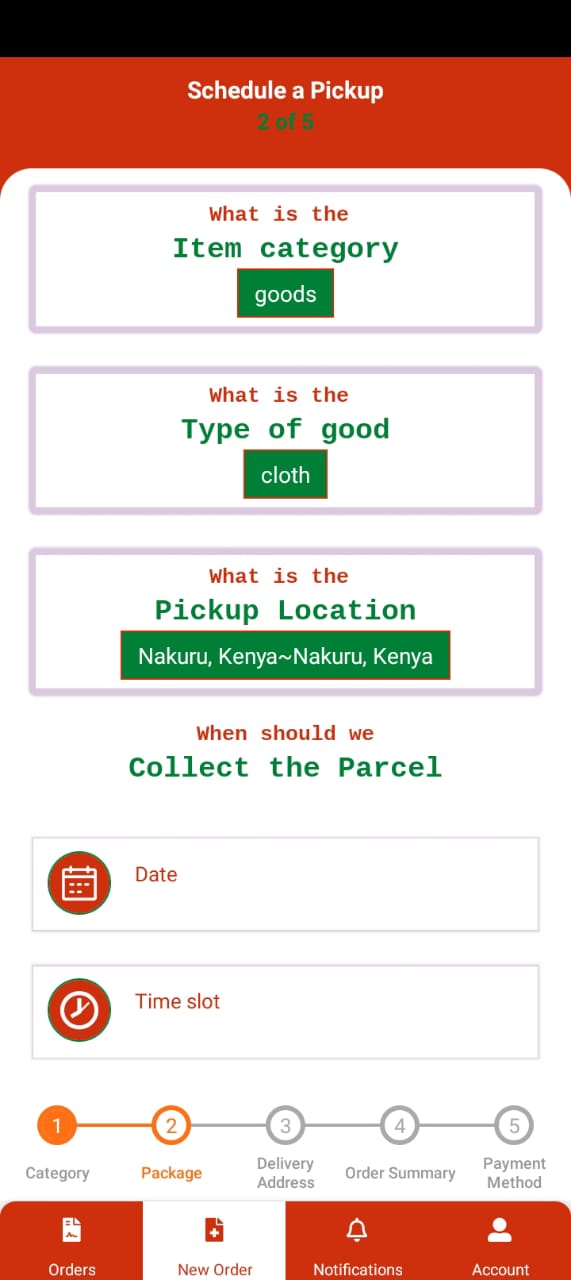 Schedule a Pickup
2 of 5
What is the
Item category
goods
What is the
Type of good
cloth
What is the
Pickup Location
Nakuru, Kenya~Nakuru, Kenya
When should we
Collect the Parcel
Date
Time slot
1 2 3 4 5
Category Package Delivery Address Order Summary Payment Method
Orders New Order Notifications Account